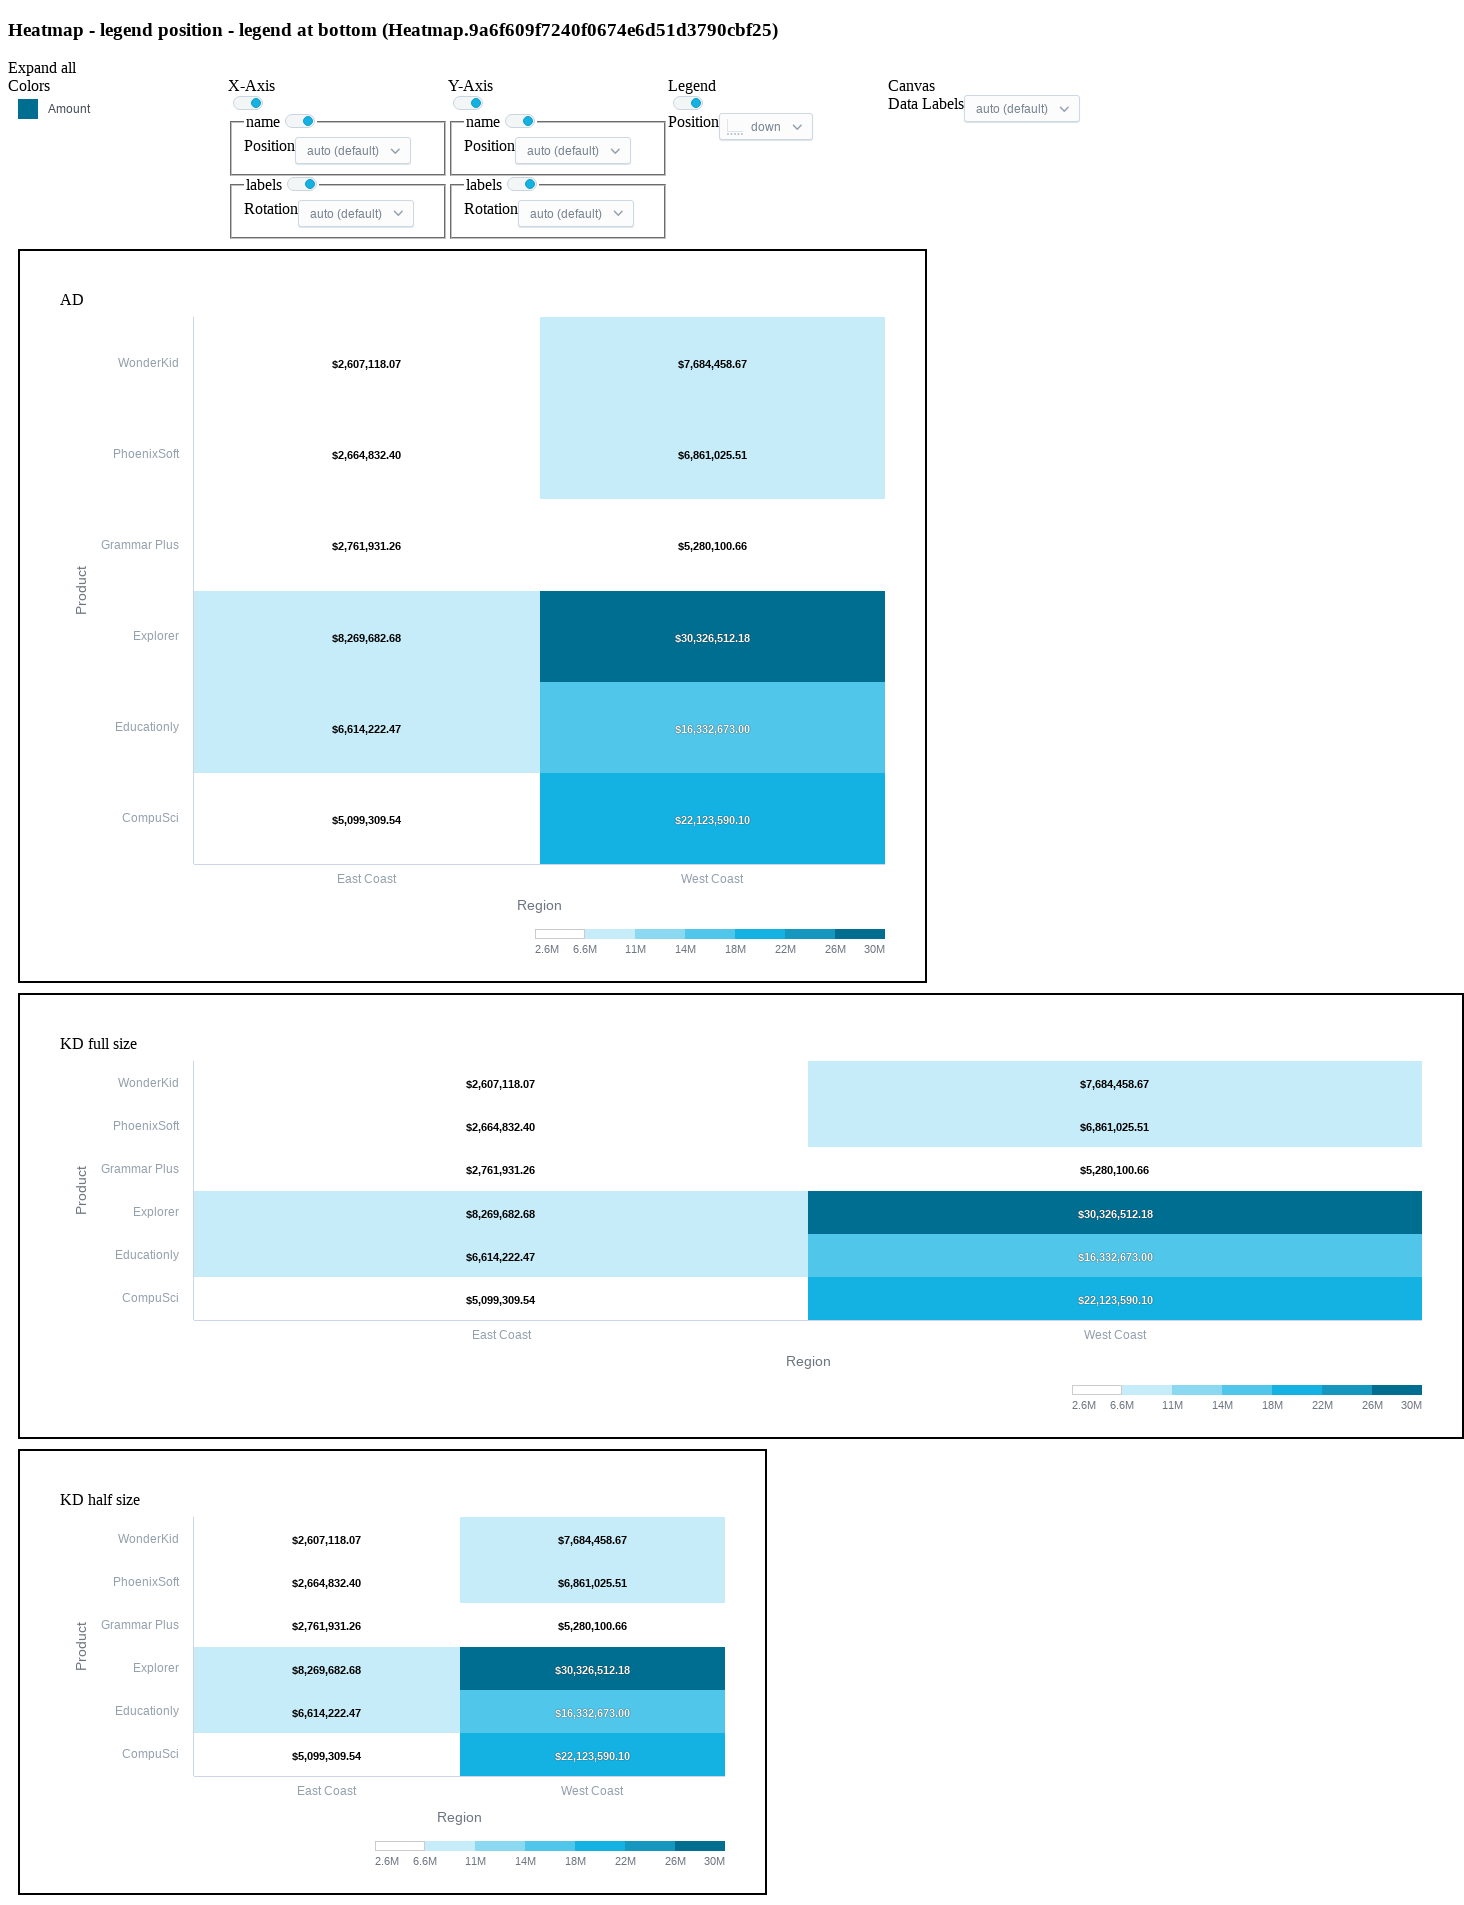 Heatmap - legend position - legend at bottom (Heatmap.9a6f609f7240f0674e6d51d3790cbf25)
Expand all
Colors
Amount
X-Axis
name
Position auto (default)
labels
Rotation auto (default)
Y-Axis
name
Position auto (default)
labels
Rotation auto (default)
Legend
Position down
Canvas
Data Labels auto (default)
AD
WonderKid $2,607,118.07 $7,684,458.67
PhoenixSoft $2,664,832.40 $6,861,025.51
Grammar Plus $2,761,931.26 $5,280,100.66
Product
Explorer $8,269,682.68 $30,326,512.18
Educationly $6,614,222.47 $16,332,673.00
CompuSci $5,099,309.54 $22,123,590.10
East Coast West Coast
Region
2.6M 6.6M 11M 14M 18M 22M 26M 30M
KD full size
WonderKid $2,607,118.07 $7,684,458.67
PhoenixSoft $2,664,832.40 $6,861,025.51
Grammar Plus $2,761,931.26 $5,280,100.66
Product
Explorer $8,269,682.68 $30,326,512.18
Educationly $6,614,222.47 $16,332,673.00
CompuSci $5,099,309.54 $22,123,590.10
East Coast West Coast
Region
2.6M 6.6M 11M 14M 18M 22M 26M 30M
KD half size
WonderKid $2,607,118.07 $7,684,458.67
PhoenixSoft $2,664,832.40 $6,861,025.51
Grammar Plus $2,761,931.26 $5,280,100.66
Product
Explorer $8,269,682.68 $30,326,512.18
Educationly $6,614,222.47 $16,332,673.00
CompuSci $5,099,309.54 $22,123,590.10
East Coast West Coast
Region
2.6M 6.6M 11M 14M 18M 22M 26M 30M